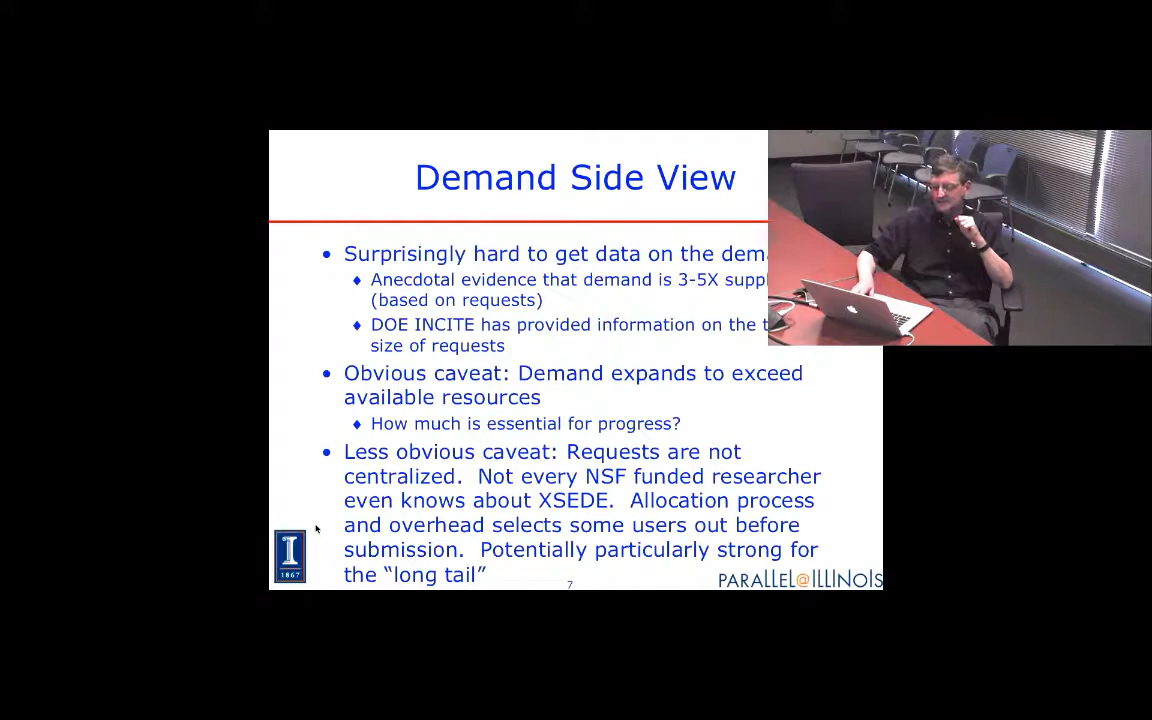 Demand Side View
• Surprisingly hard to get data on the dem
♦ Anecdotal evidence that demand is 3-5X suppl
(based on requests)
♦ DOE INCITE has provided information on the t
size of requests
• Obvious caveat: Demand expands to exceed
available resources
♦ How much is essential for progress?
• Less obvious caveat: Requests are not
centralized. Not every NSF funded researcher
even knows about XSEDE. Allocation process
and overhead selects some users out before
submission. Potentially particularly strong for
the “long tail”
I
1867
7
PARALLEL@ILLINOIS